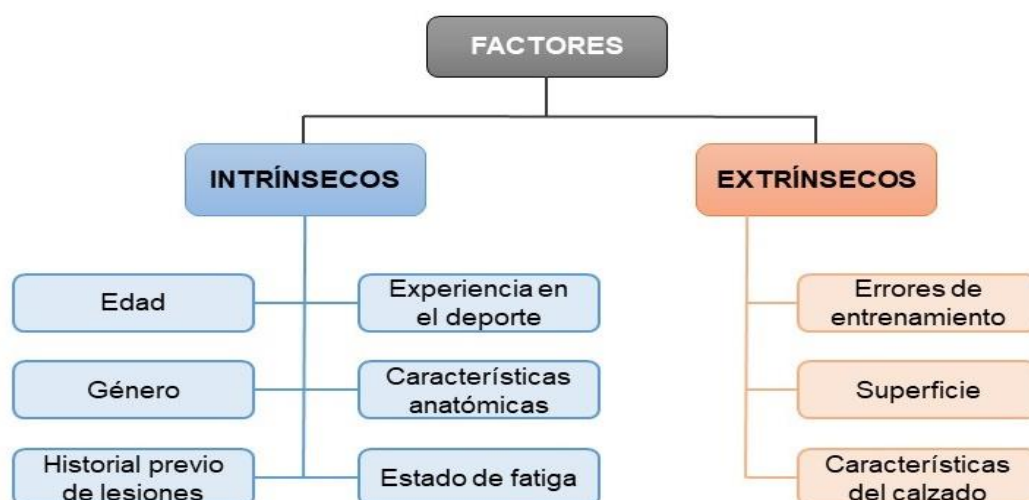 FACTORES
INTRÍNSECOS
EXTRÍNSECOS
Edad
Experiencia en
el deporte
Errores de
entrenamiento
Género
Características
anatómicas
Superficie
Historial previo
de lesiones
Estado de fatiga
Características
del calzado